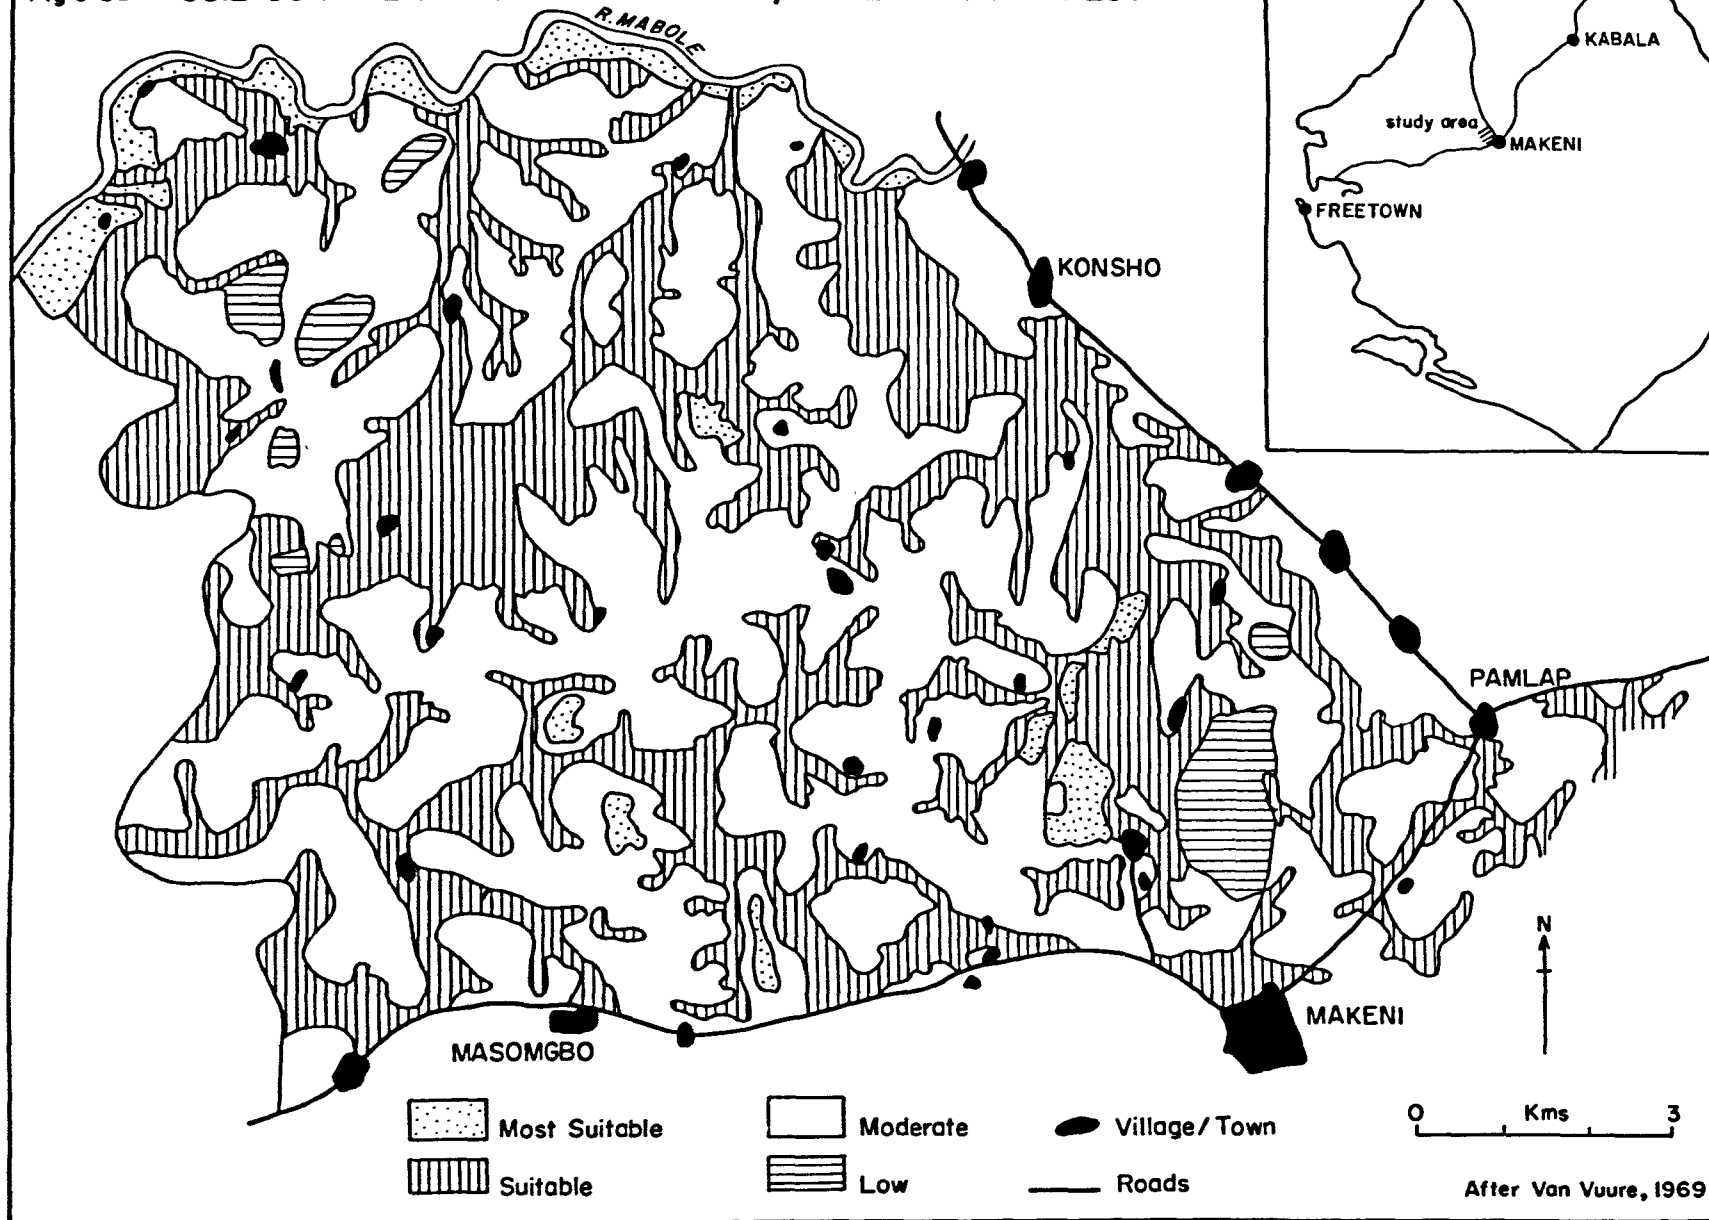 R. MABOLE
KABALA
study area
MAKENI
FREETOWN
KONSHO
PAMLAP
N
MAKENI
MASOMGBO
Most Suitable
Moderate
Village/Town
Suitable
Low
Roads
0 Kms 3
After Van Vuure, 1969